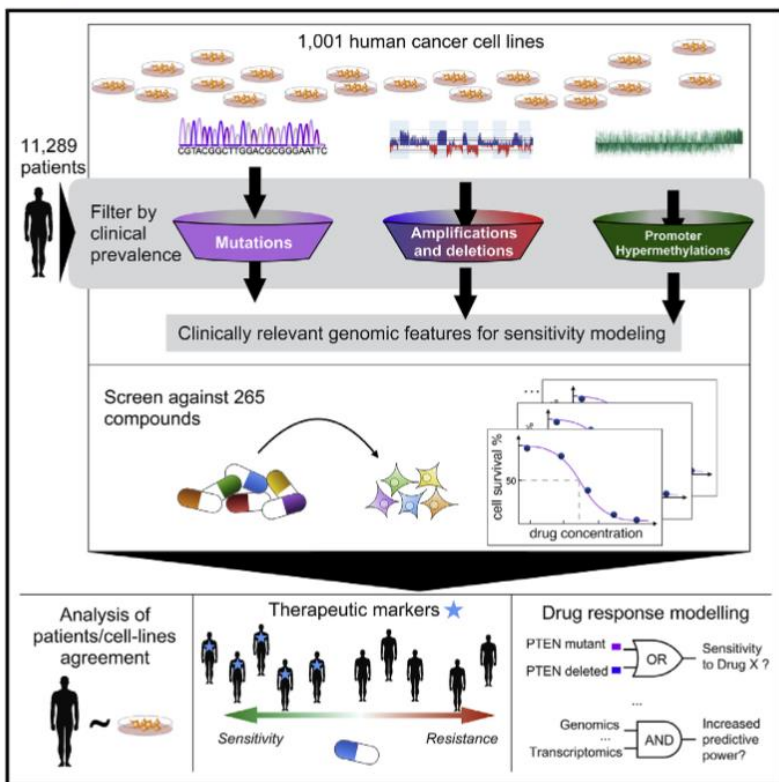 1,001 human cancer cell lines
11,289
patients
CGTACGGCTTGGACGCGGGAATTC
Filter by
clinical
prevalence
Mutations
Amplifications
and deletions
Promoter
Hypermethylations
Clinically relevant genomic features for sensitivity modeling
Screen against 265
compounds
...
cell survival %
50
drug concentration
Analysis of
patients/cell-lines
agreement
~
Therapeutic markers
Sensitivity
Resistance
Drug response modelling
PTEN mutant
PTEN deleted
OR
Sensitivity
to Drug X ?
Genomics
...
Transcriptomics
AND
Increased
predictive
power?